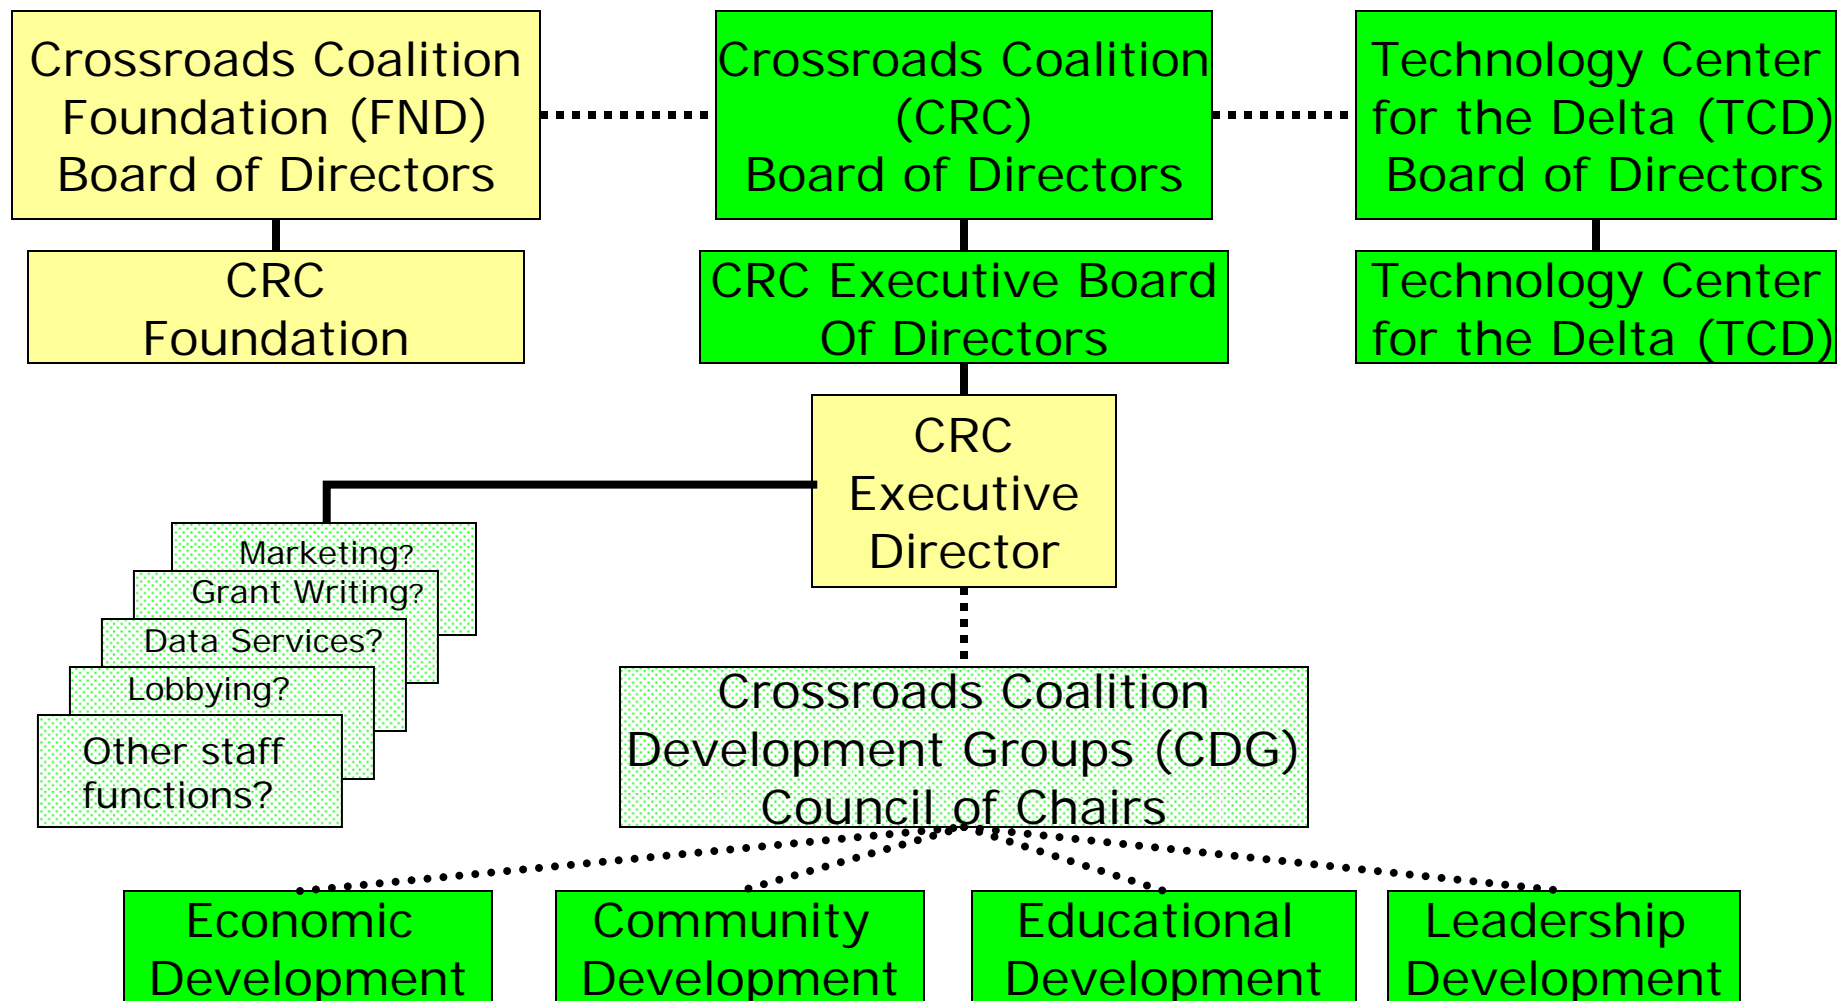 Crossroads Coalition
Foundation (FND)
Board of Directors
Crossroads Coalition
(CRC)
Board of Directors
Technology Center
for the Delta (TCD)
Board of Directors
CRC
Foundation
CRC Executive Board
Of Directors
Technology Center
for the Delta (TCD)
CRC
Executive
Director
Marketing?
Grant Writing?
Data Services?
Lobbying?
Other staff
functions?
Crossroads Coalition
Development Groups (CDG)
Council of Chairs
Economic
Development
Community
Development
Educational
Development
Leadership
Development